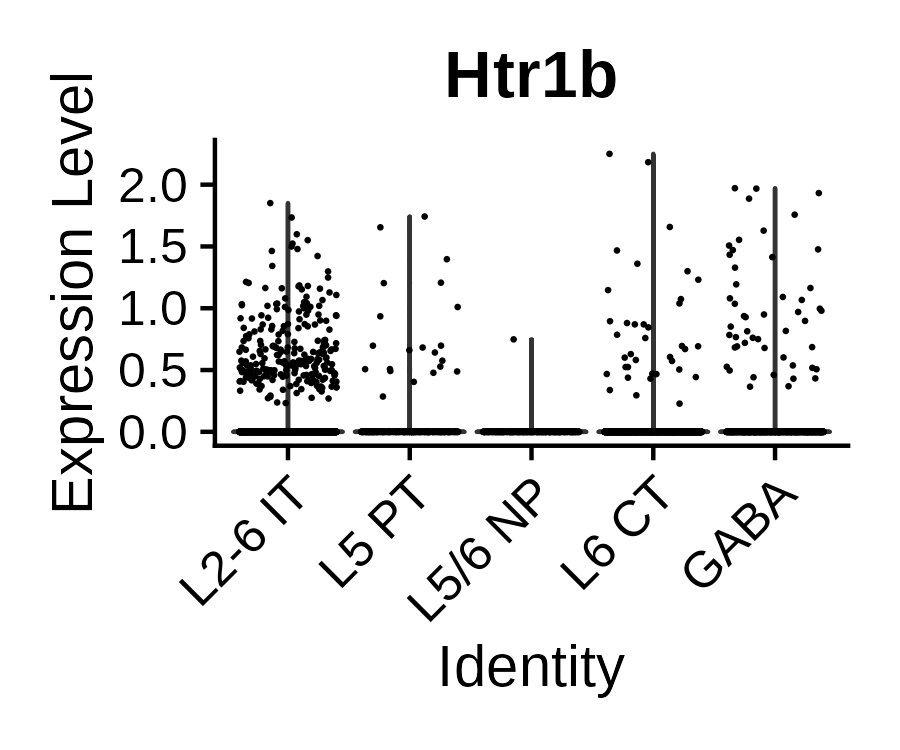 Htr1b
Expression Level
2.0
1.5
1.0
0.5
0.0
L2-6 IT
L5 PT
L5/6 NP
L6 CT
GABA
Identity